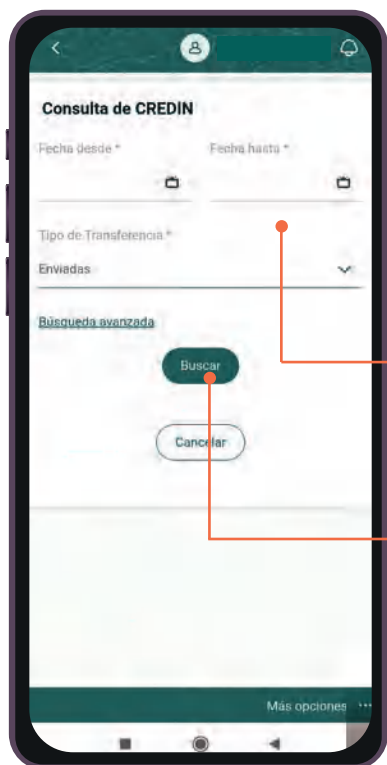 Consulta de CREDIN
Fecha desde * Fecha hasta *
Tipo de Transferencia *
Enviadas
Búsqueda avanzada
Buscar
Cancelar
Más opciones ...